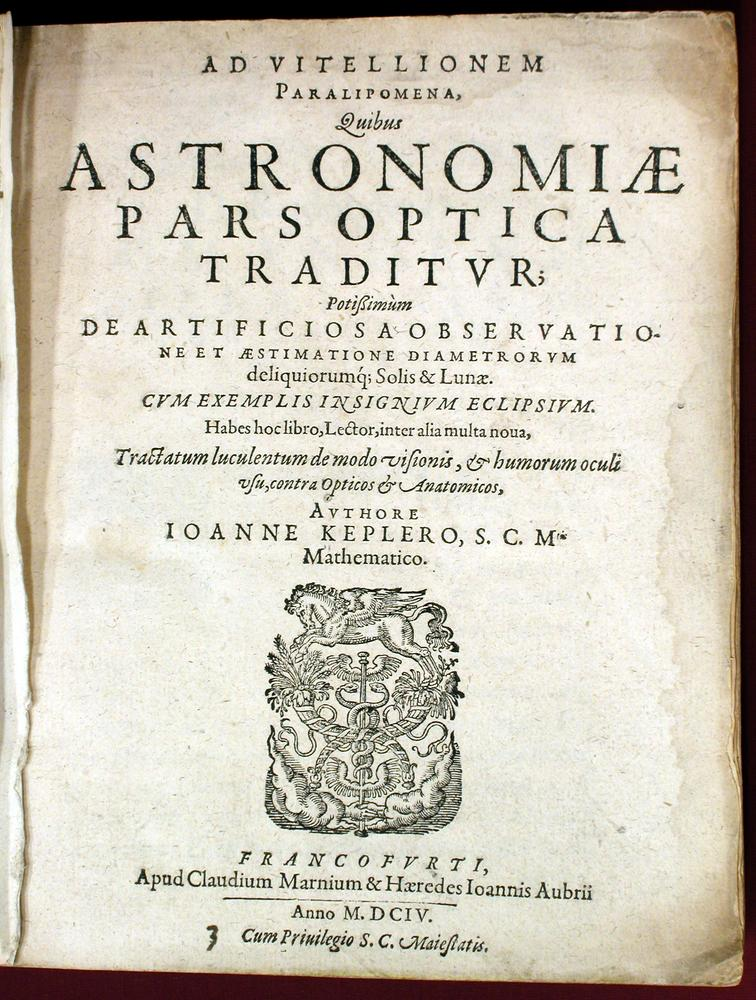 AD VITELLIONEM
PARALIPOMENA,
Quibus
ASTRONOMIÆ
PARS OPTICA
TRADITVR;
Potißimùm
DE ARTIFICIOSA OBSERVATIO-
NE ET ÆSTIMATIONE DIAMETRORVM
deliquiorumq́; Solis & Lunæ.
CVM EXEMPLIS INSIGNIVM ECLIPSIVM.
Habes hoc libro, Lector, inter alia multa noua,
Tractatum luculentum de modo visionis, & humorum oculi
vsu, contra Opticos & Anatomicos,
AVTHORE
IOANNE KEPLERO, S. C. M.tis
Mathematico.
FRANCOFVRTI,
Apud Claudium Marnium & Hæredes Ioannis Aubrii
Anno M. DCIV.
3 Cum Priuilegio S. C. Maiestatis.